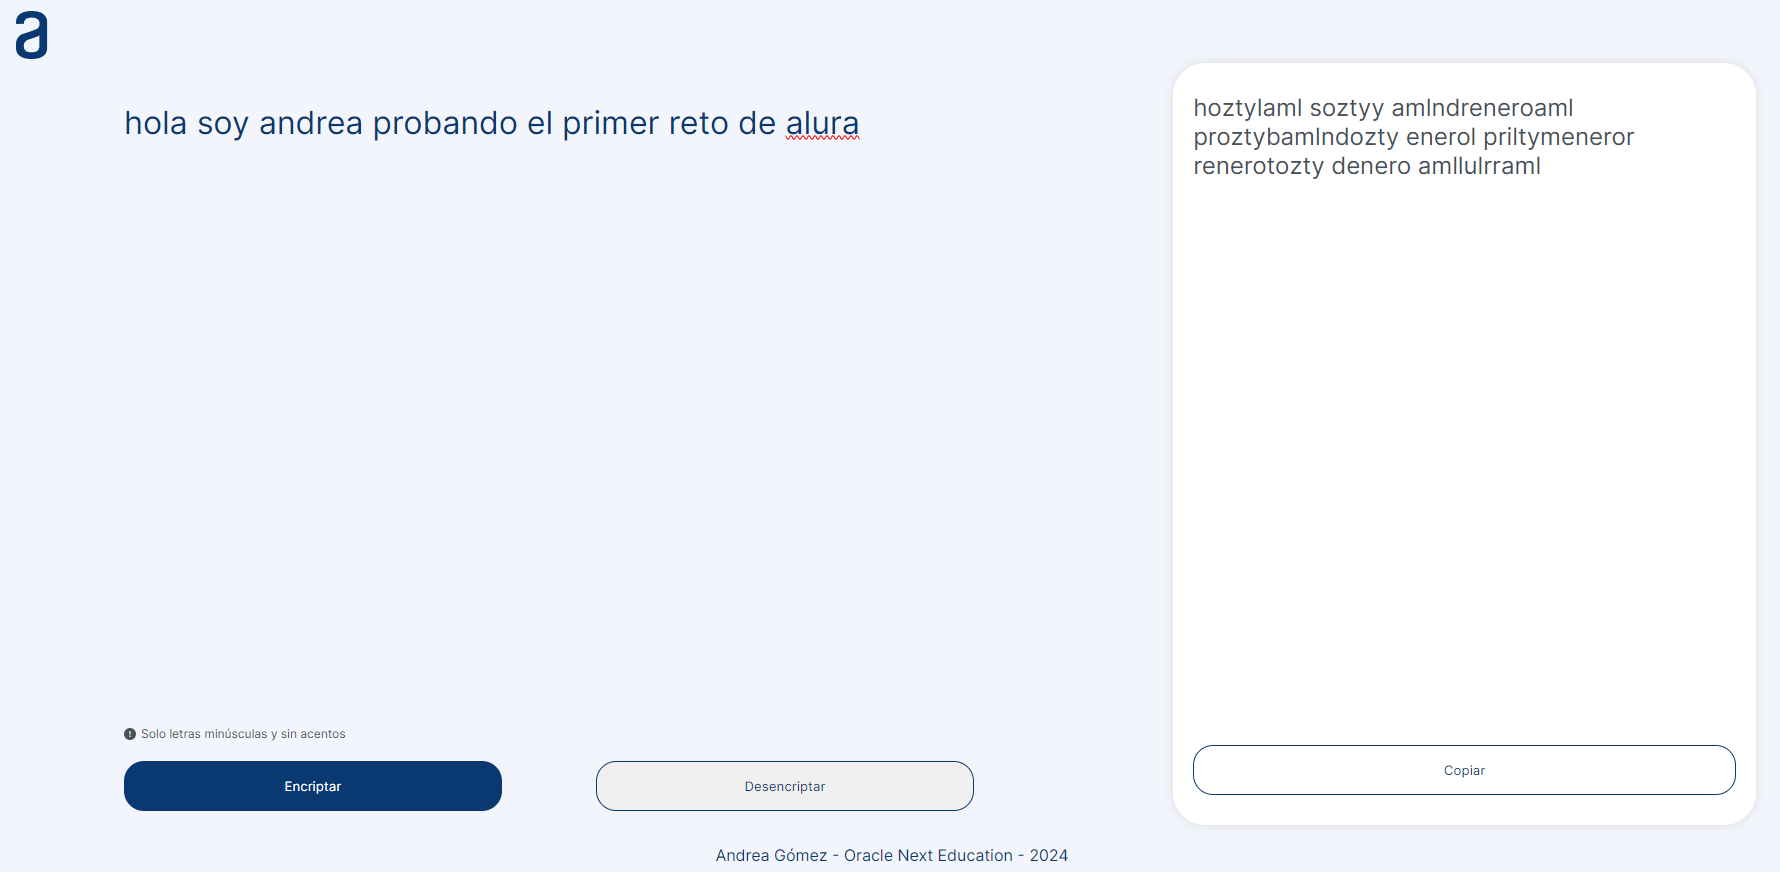 a
hola soy andrea probando el primer reto de alura
hoztylaml soztyy amlndreneroaml
proztybamlndozty enerol priltymeneror
renerotozty denero amllulrraml
Solo letras minúsculas y sin acentos
Encriptar
Desencriptar
Copiar
Andrea Gómez - Oracle Next Education - 2024